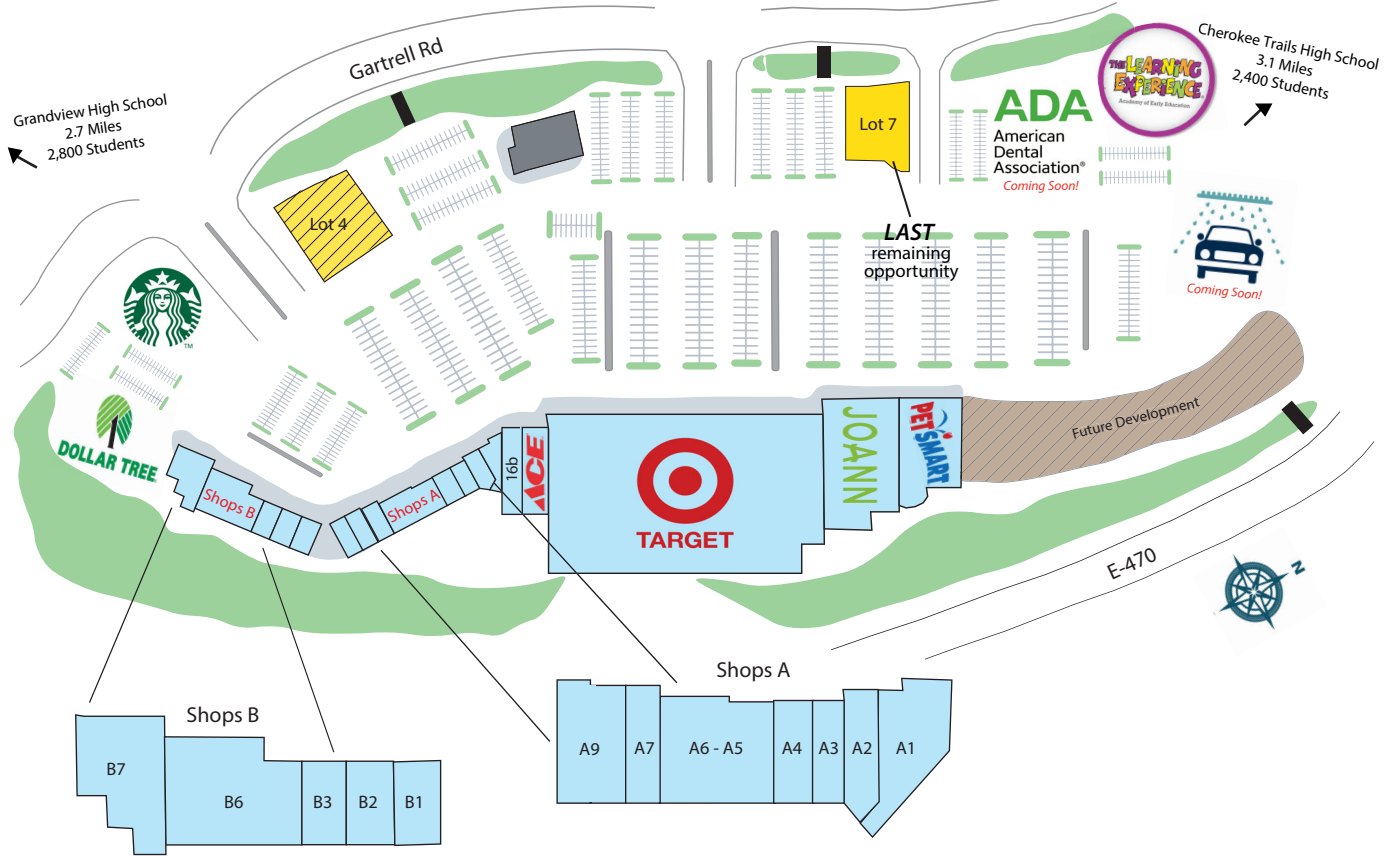 Gartrell Rd
Cherokee Trails High School
3.1 Miles
2,400 Students
THE LEARNING
EXPERIENCE
Academy of Early Education
Grandview High School
2.7 Miles
2,800 Students
ADA
American
Dental
Association®
Coming Soon!
Lot 7
Lot 4
LAST
remaining
opportunity
Coming Soon!
TM
DOLLAR TREE
Future Development
JOANN
PETSMART
16b
ACE
TARGET
Shops A
Shops B
E-470
N
Shops A
A9
A7
A6 - A5
A4
A3
A2
A1
Shops B
B7
B6
B3
B2
B1